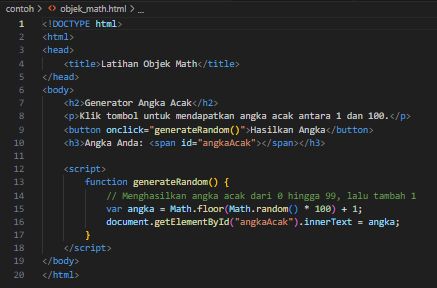 contoh > <> objek_math.html > ...
1 <!DOCTYPE html>
2 <html>
3 <head>
4     <title>Latihan Objek Math</title>
5 </head>
6 <body>
7     <h2>Generator Angka Acak</h2>
8     <p>Klik tombol untuk mendapatkan angka acak antara 1 dan 100.</p>
9     <button onclick="generateRandom()">Hasilkan Angka</button>
10     <h3>Angka Anda: <span id="angkaAcak"></span></h3>
11
12     <script>
13         function generateRandom() {
14             // Menghasilkan angka acak dari 0 hingga 99, lalu tambah 1
15             var angka = Math.floor(Math.random() * 100) + 1;
16             document.getElementById("angkaAcak").innerText = angka;
17         }
18     </script>
19 </body>
20 </html>